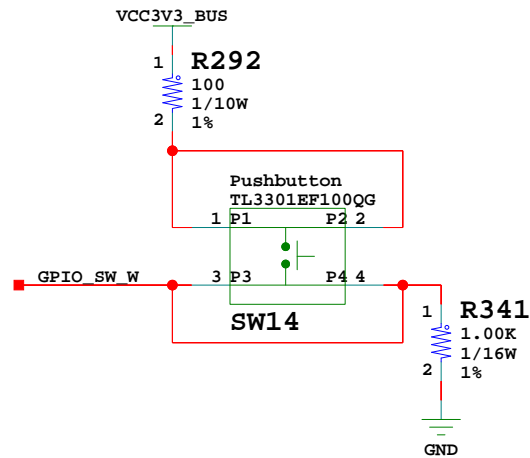 VCC3V3_BUS
1
R292
100
1/10W
2
1%
Pushbutton
TL3301EF100QG
1 P1 P2 2
GPIO_SW_W
3 P3 P4 4
SW14
1
R341
1.00K
1/16W
2
1%
GND